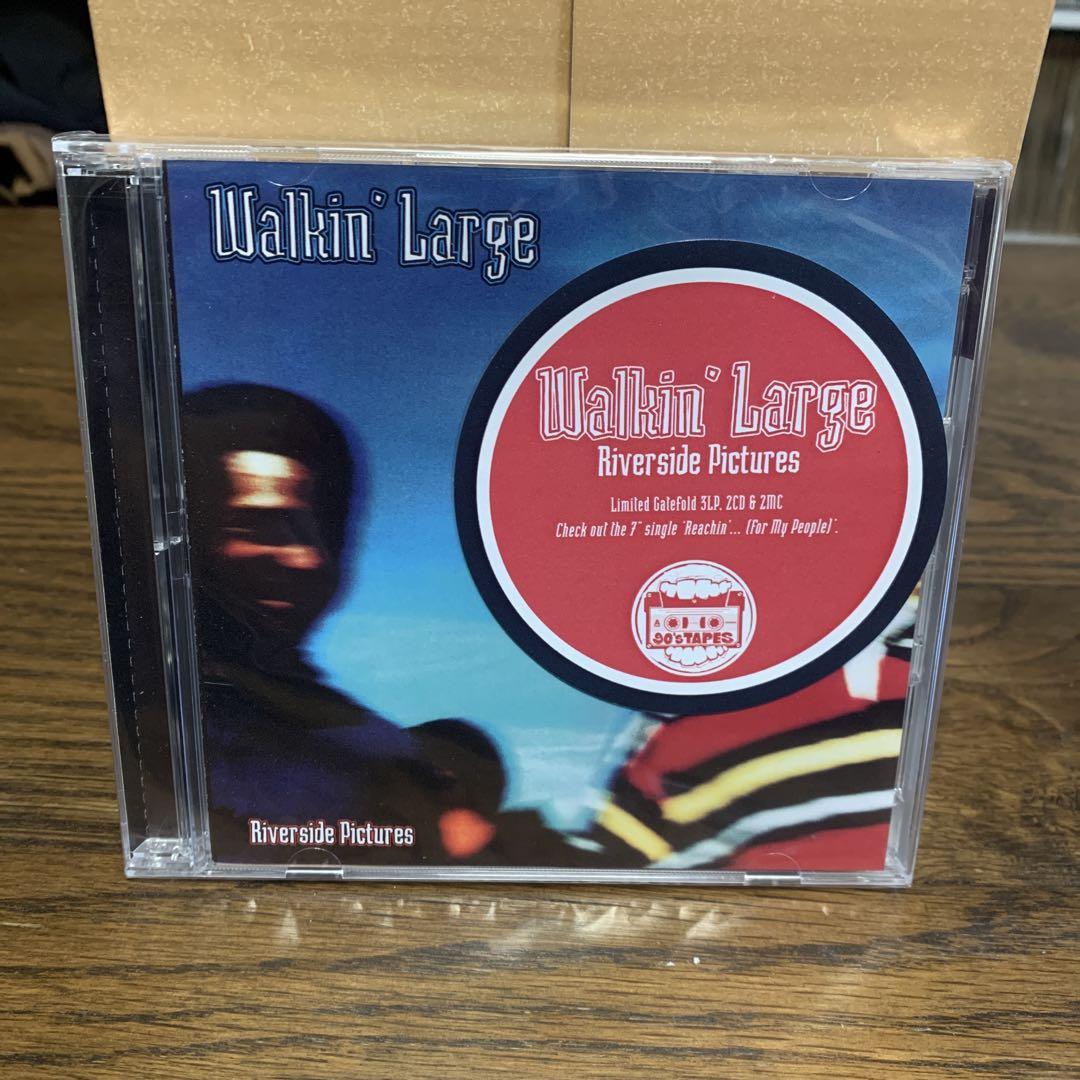 Walkin' Large
Walkin' Large
Riverside Pictures
Limited Gatefold 3LP, 2CD & 2MC
Check out the 7" single "Reachin'... (For My People)".
90'S TAPES
Riverside Pictures